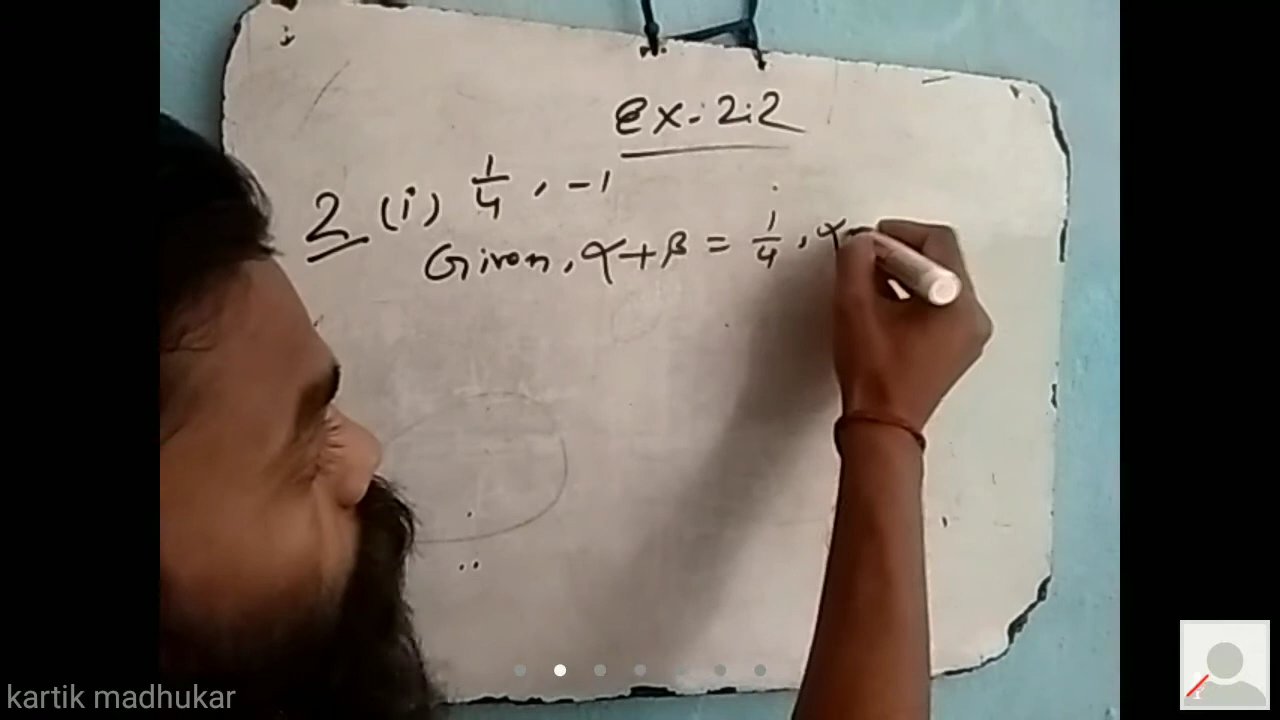 ex-2.2
2 (i) 1/4, -1
Given, α+β = 1/4, α
kartik madhukar